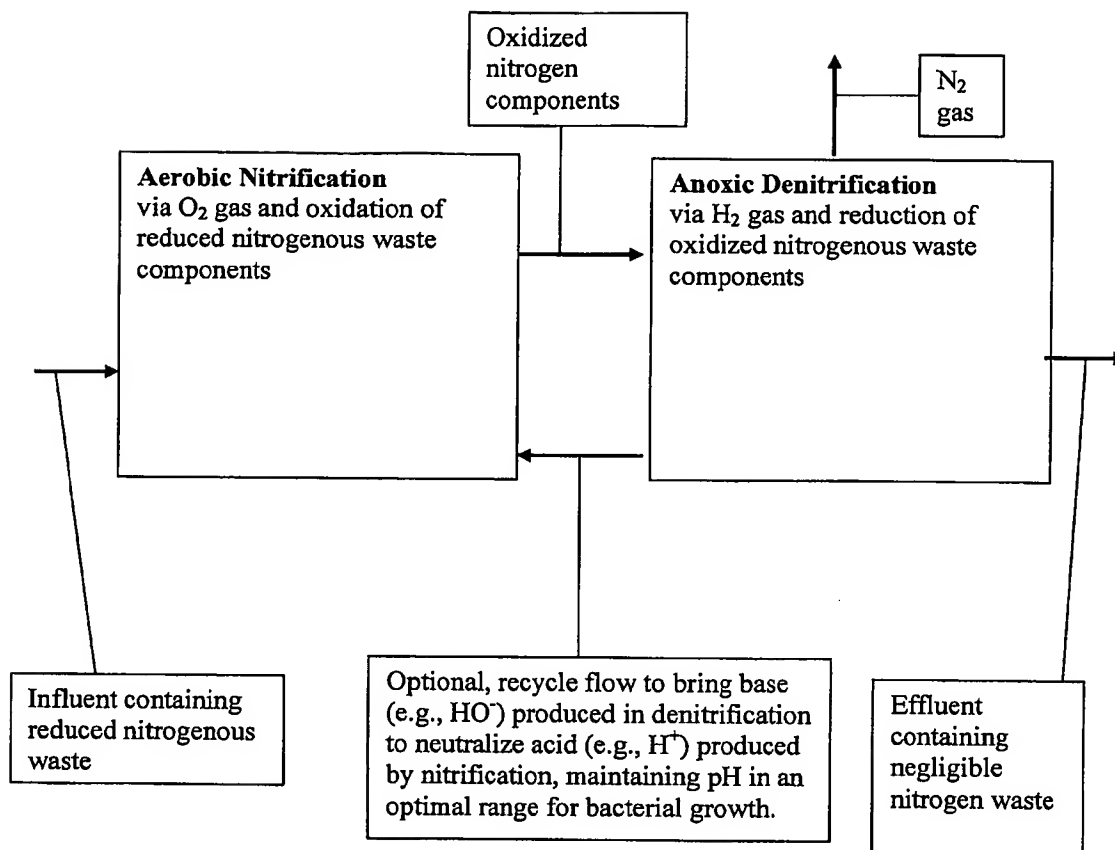 Oxidized
nitrogen
components
N₂
gas
Aerobic Nitrification
via O₂ gas and oxidation of
reduced nitrogenous waste
components
Anoxic Denitrification
via H₂ gas and reduction of
oxidized nitrogenous waste
components
Influent containing
reduced nitrogenous
waste
Optional, recycle flow to bring base
(e.g., HO⁻) produced in denitrification
to neutralize acid (e.g., H⁺) produced
by nitrification, maintaining pH in an
optimal range for bacterial growth.
Effluent
containing
negligible
nitrogen waste